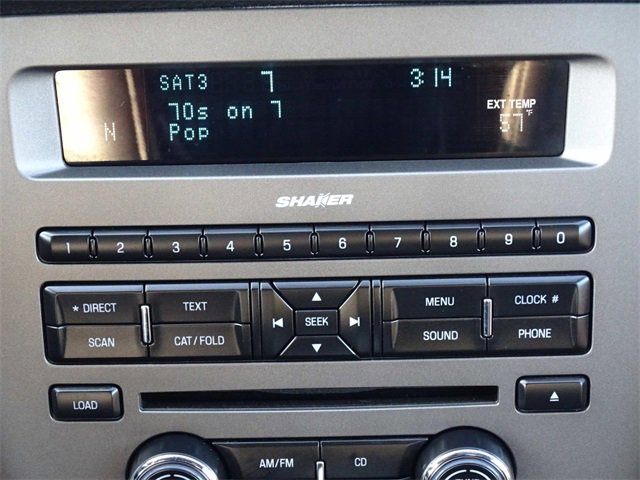 SAT3 7 3:14
70s on 7
EXT TEMP
N Pop 57 °F
SHAKER
1 2 3 4 5 6 7 8 9 0
* DIRECT TEXT MENU CLOCK #
SEEK
SCAN CAT / FOLD SOUND PHONE
LOAD
AM/FM CD